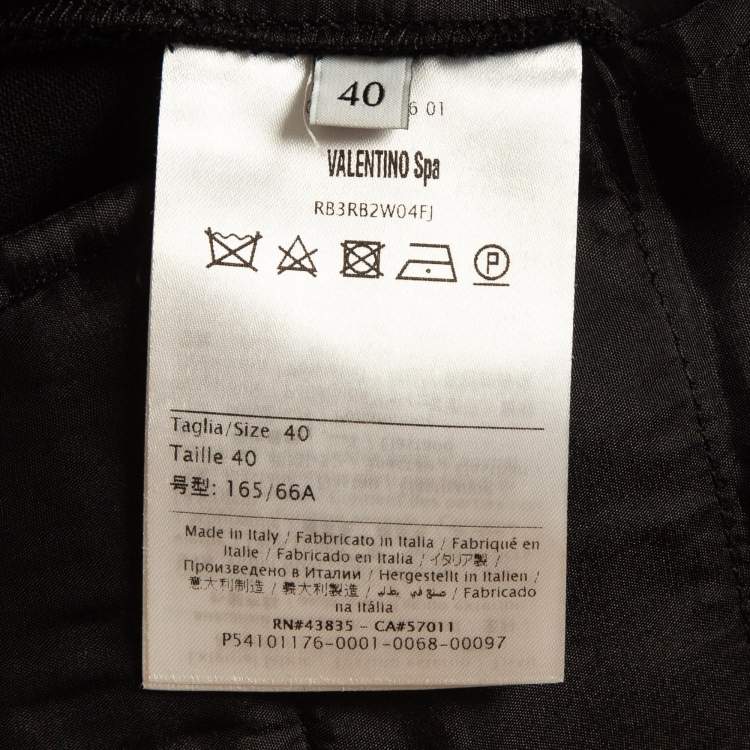 40
6 01
VALENTINO Spa
RB3RB2W04FJ
P
Taglia/Size 40
Taille 40
号型: 165/66A
Made in Italy / Fabbricato in Italia / Fabriqué en
Italie / Fabricado en Italia / イタリア製 /
Произведено в Италии / Hergestellt in Italien /
意大利制造 / 義大利製造 / صنع في يطاليا / Fabricado
na Itália
RN#43835 - CA#57011
P54101176-0001-0068-00097